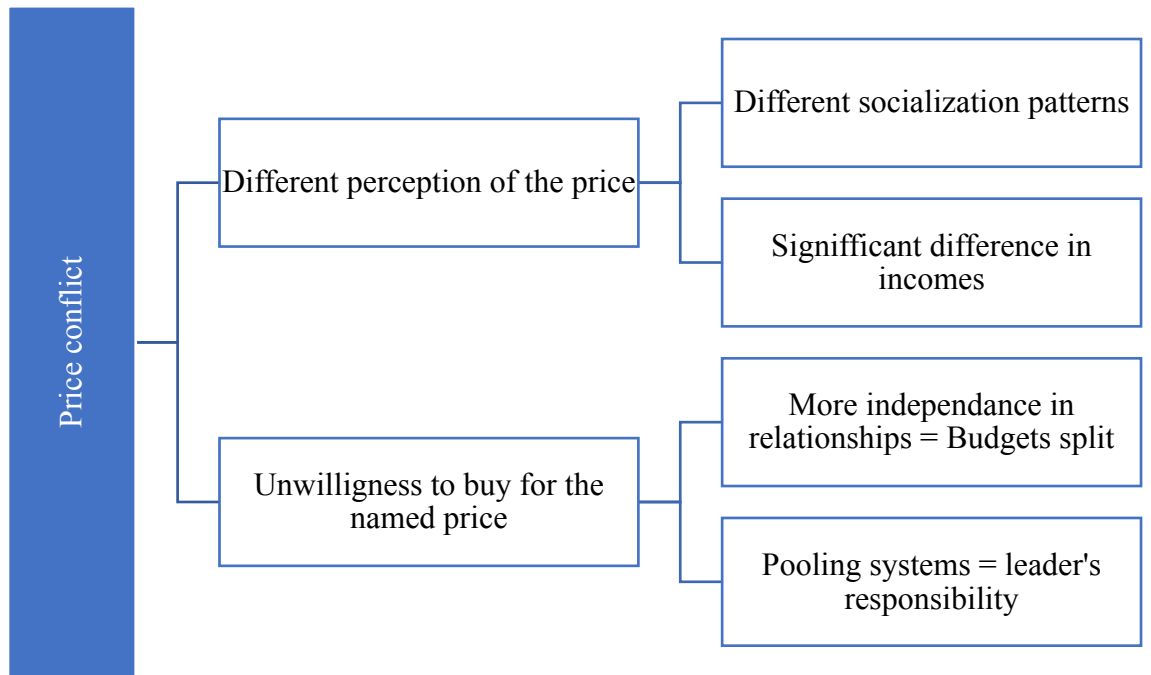 Price conflict
Different perception of the price
Different socialization patterns
Signifficant difference in
incomes
Unwilligness to buy for the
named price
More independance in
relationships = Budgets split
Pooling systems = leader's
responsibility